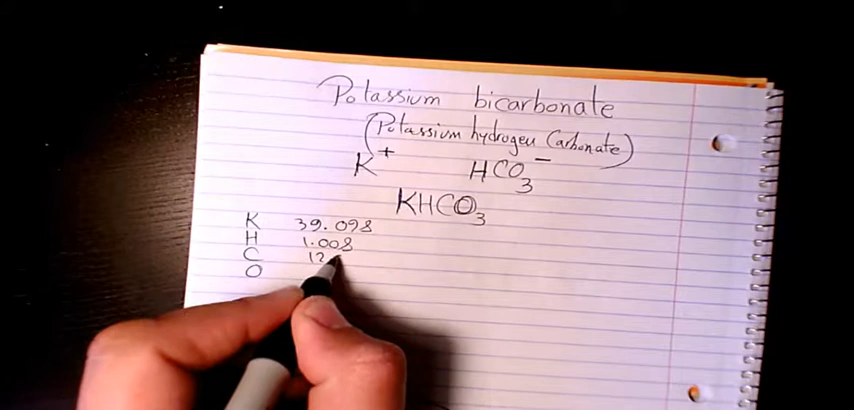 Potassium bicarbonate
(Potassium hydrogen Carbonate)
K+ HCO3−
KHCO3
K 39.098
H 1.008
C 12.
O